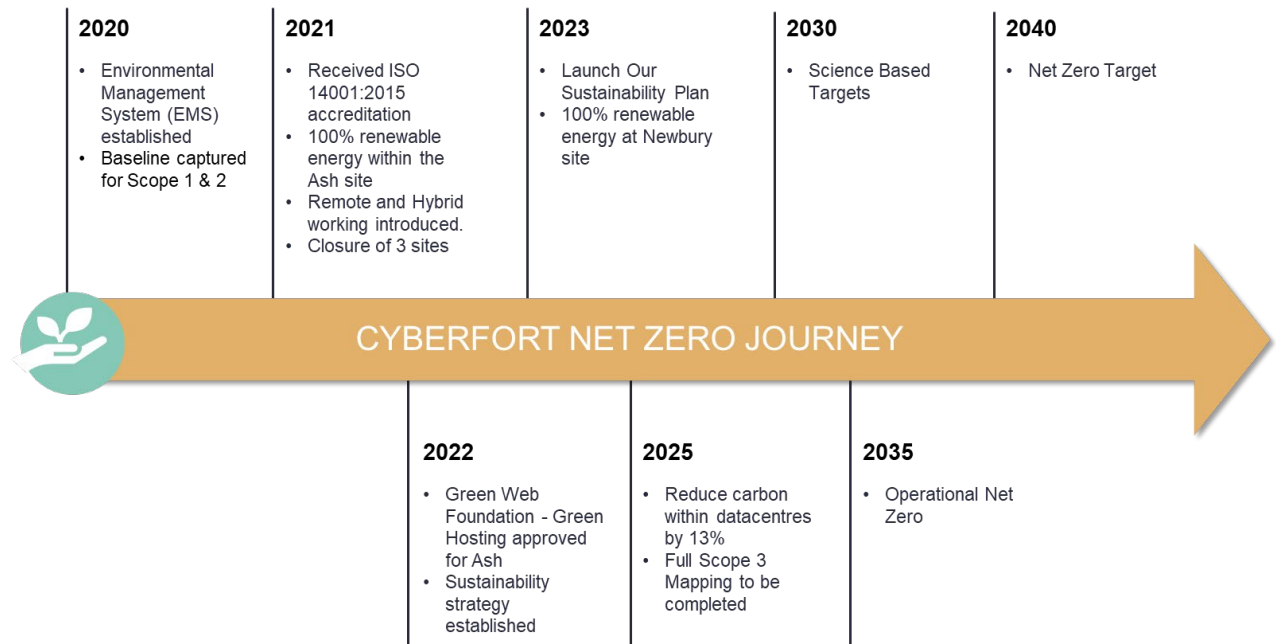 2020
• Environmental
Management
System (EMS)
established
• Baseline captured
for Scope 1 & 2
2021
• Received ISO
14001:2015
accreditation
• 100% renewable
energy within the
Ash site
• Remote and Hybrid
working introduced.
• Closure of 3 sites
2023
• Launch Our
Sustainability Plan
• 100% renewable
energy at Newbury
site
2030
• Science Based
Targets
2040
• Net Zero Target
CYBERFORT NET ZERO JOURNEY
2022
• Green Web
Foundation - Green
Hosting approved
for Ash
• Sustainability
strategy
established
2025
• Reduce carbon
within datacentres
by 13%
• Full Scope 3
Mapping to be
completed
2035
• Operational Net
Zero